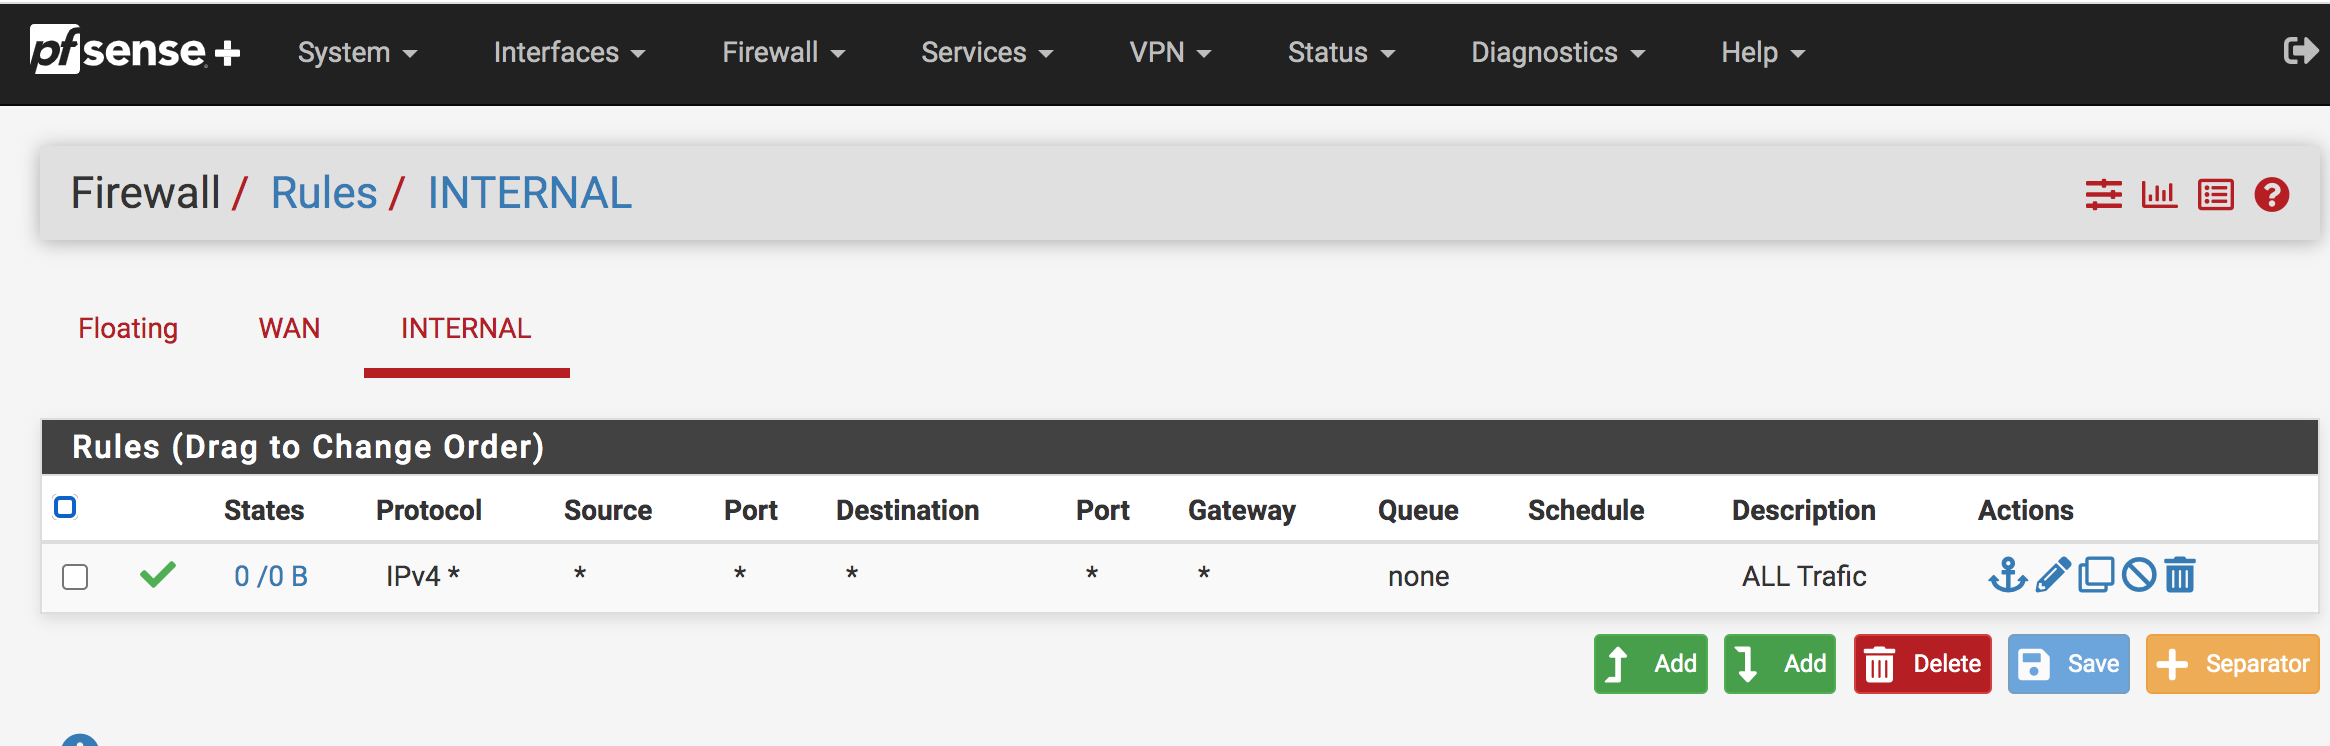 pfsense+ System Interfaces Firewall Services VPN Status Diagnostics Help
Firewall / Rules / INTERNAL
Floating WAN INTERNAL
Rules (Drag to Change Order)
States Protocol Source Port Destination Port Gateway Queue Schedule Description Actions
0 /0 B IPv4 * * * * * * none ALL Trafic
Add Add Delete Save Separator